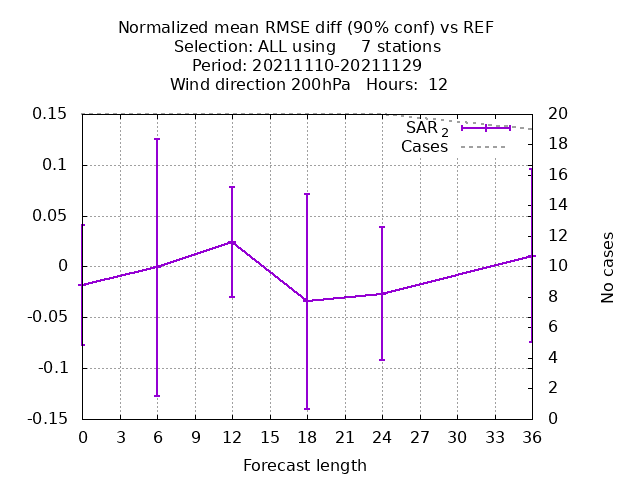 Normalized mean RMSE diff (90% conf) vs REF
Selection: ALL using     7 stations
Period: 20211110-20211129
Wind direction 200hPa   Hours:  12
0.15
0.1
0.05
0
-0.05
-0.1
-0.15
20
18
16
14
12
10
8
6
4
2
0
SAR 2
Cases
No cases
0 3 6 9 12 15 18 21 24 27 30 33 36
Forecast length